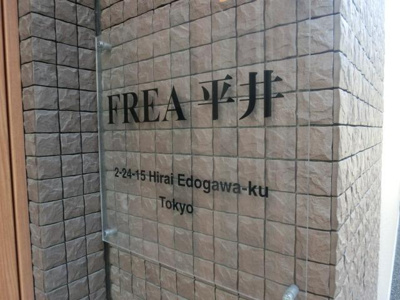 FREA 平井
2-24-15 Hirai Edogawa-ku
Tokyo